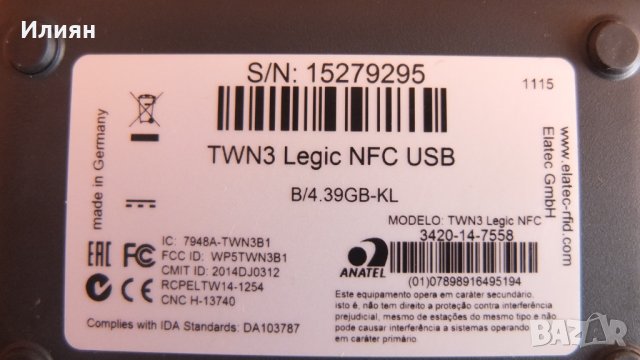 Илиян
S/N: 15279295
1115
TWN3 Legic NFC USB
B/4.39GB-KL
made in Germany
www.elatec-rfid.com
Elatec GmbH
MODELO: TWN3 Legic NFC
3420-14-7558
ANATEL
(01)07898916495194
EAC FC
IC: 7948A-TWN3B1
FCC ID: WP5TWN3B1
CMIT ID: 2014DJ0312
RCPELTW14-1254
CNC H-13740
Complies with IDA Standards: DA103787
Este equipamento opera em caráter secundário,
isto é, não tem direito a proteção contra interferência
prejudicial, mesmo de estações do mesmo tipo e não
pode causar interferência a sistemas operando em
caráter primário.
BAZAR